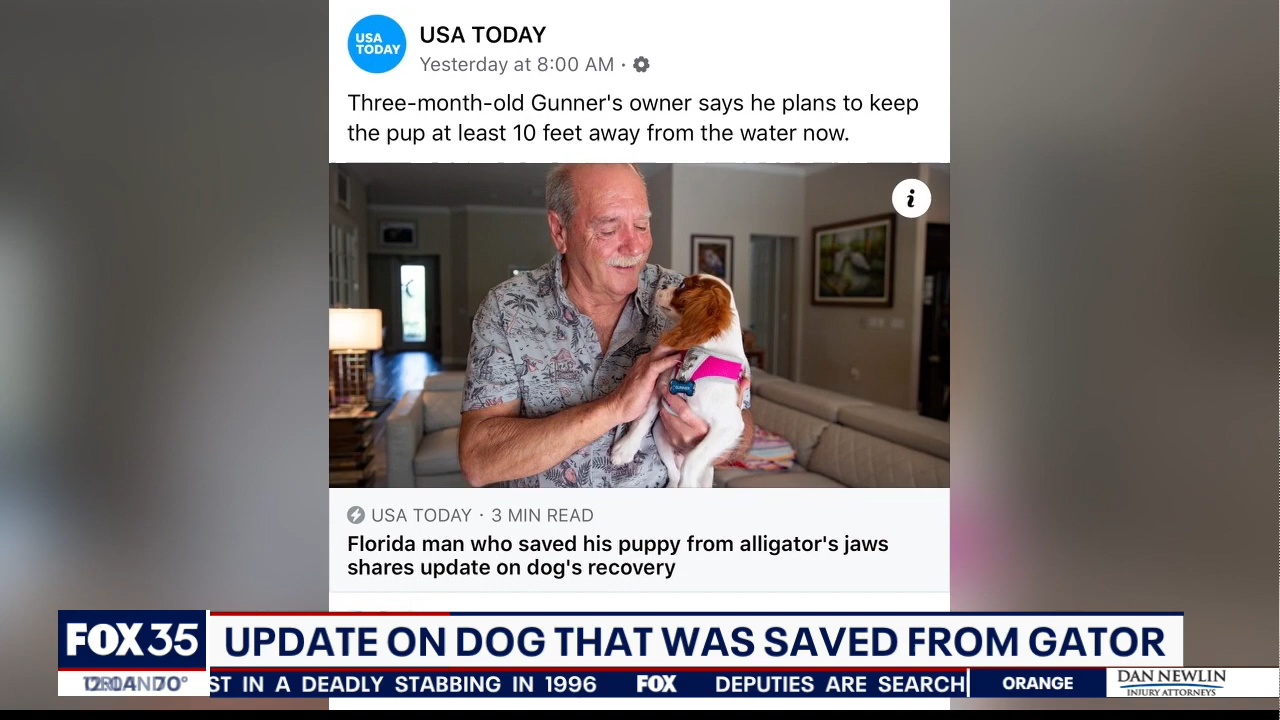 USA TODAY
USA TODAY
Yesterday at 8:00 AM ·
Three-month-old Gunner's owner says he plans to keep
the pup at least 10 feet away from the water now.
i
GUNNER
USA TODAY · 3 MIN READ
Florida man who saved his puppy from alligator's jaws
shares update on dog's recovery
FOX 35
UPDATE ON DOG THAT WAS SAVED FROM GATOR
70°
ST IN A DEADLY STABBING IN 1996 FOX DEPUTIES ARE SEARCH
ORANGE
DAN NEWLIN
INJURY ATTORNEYS